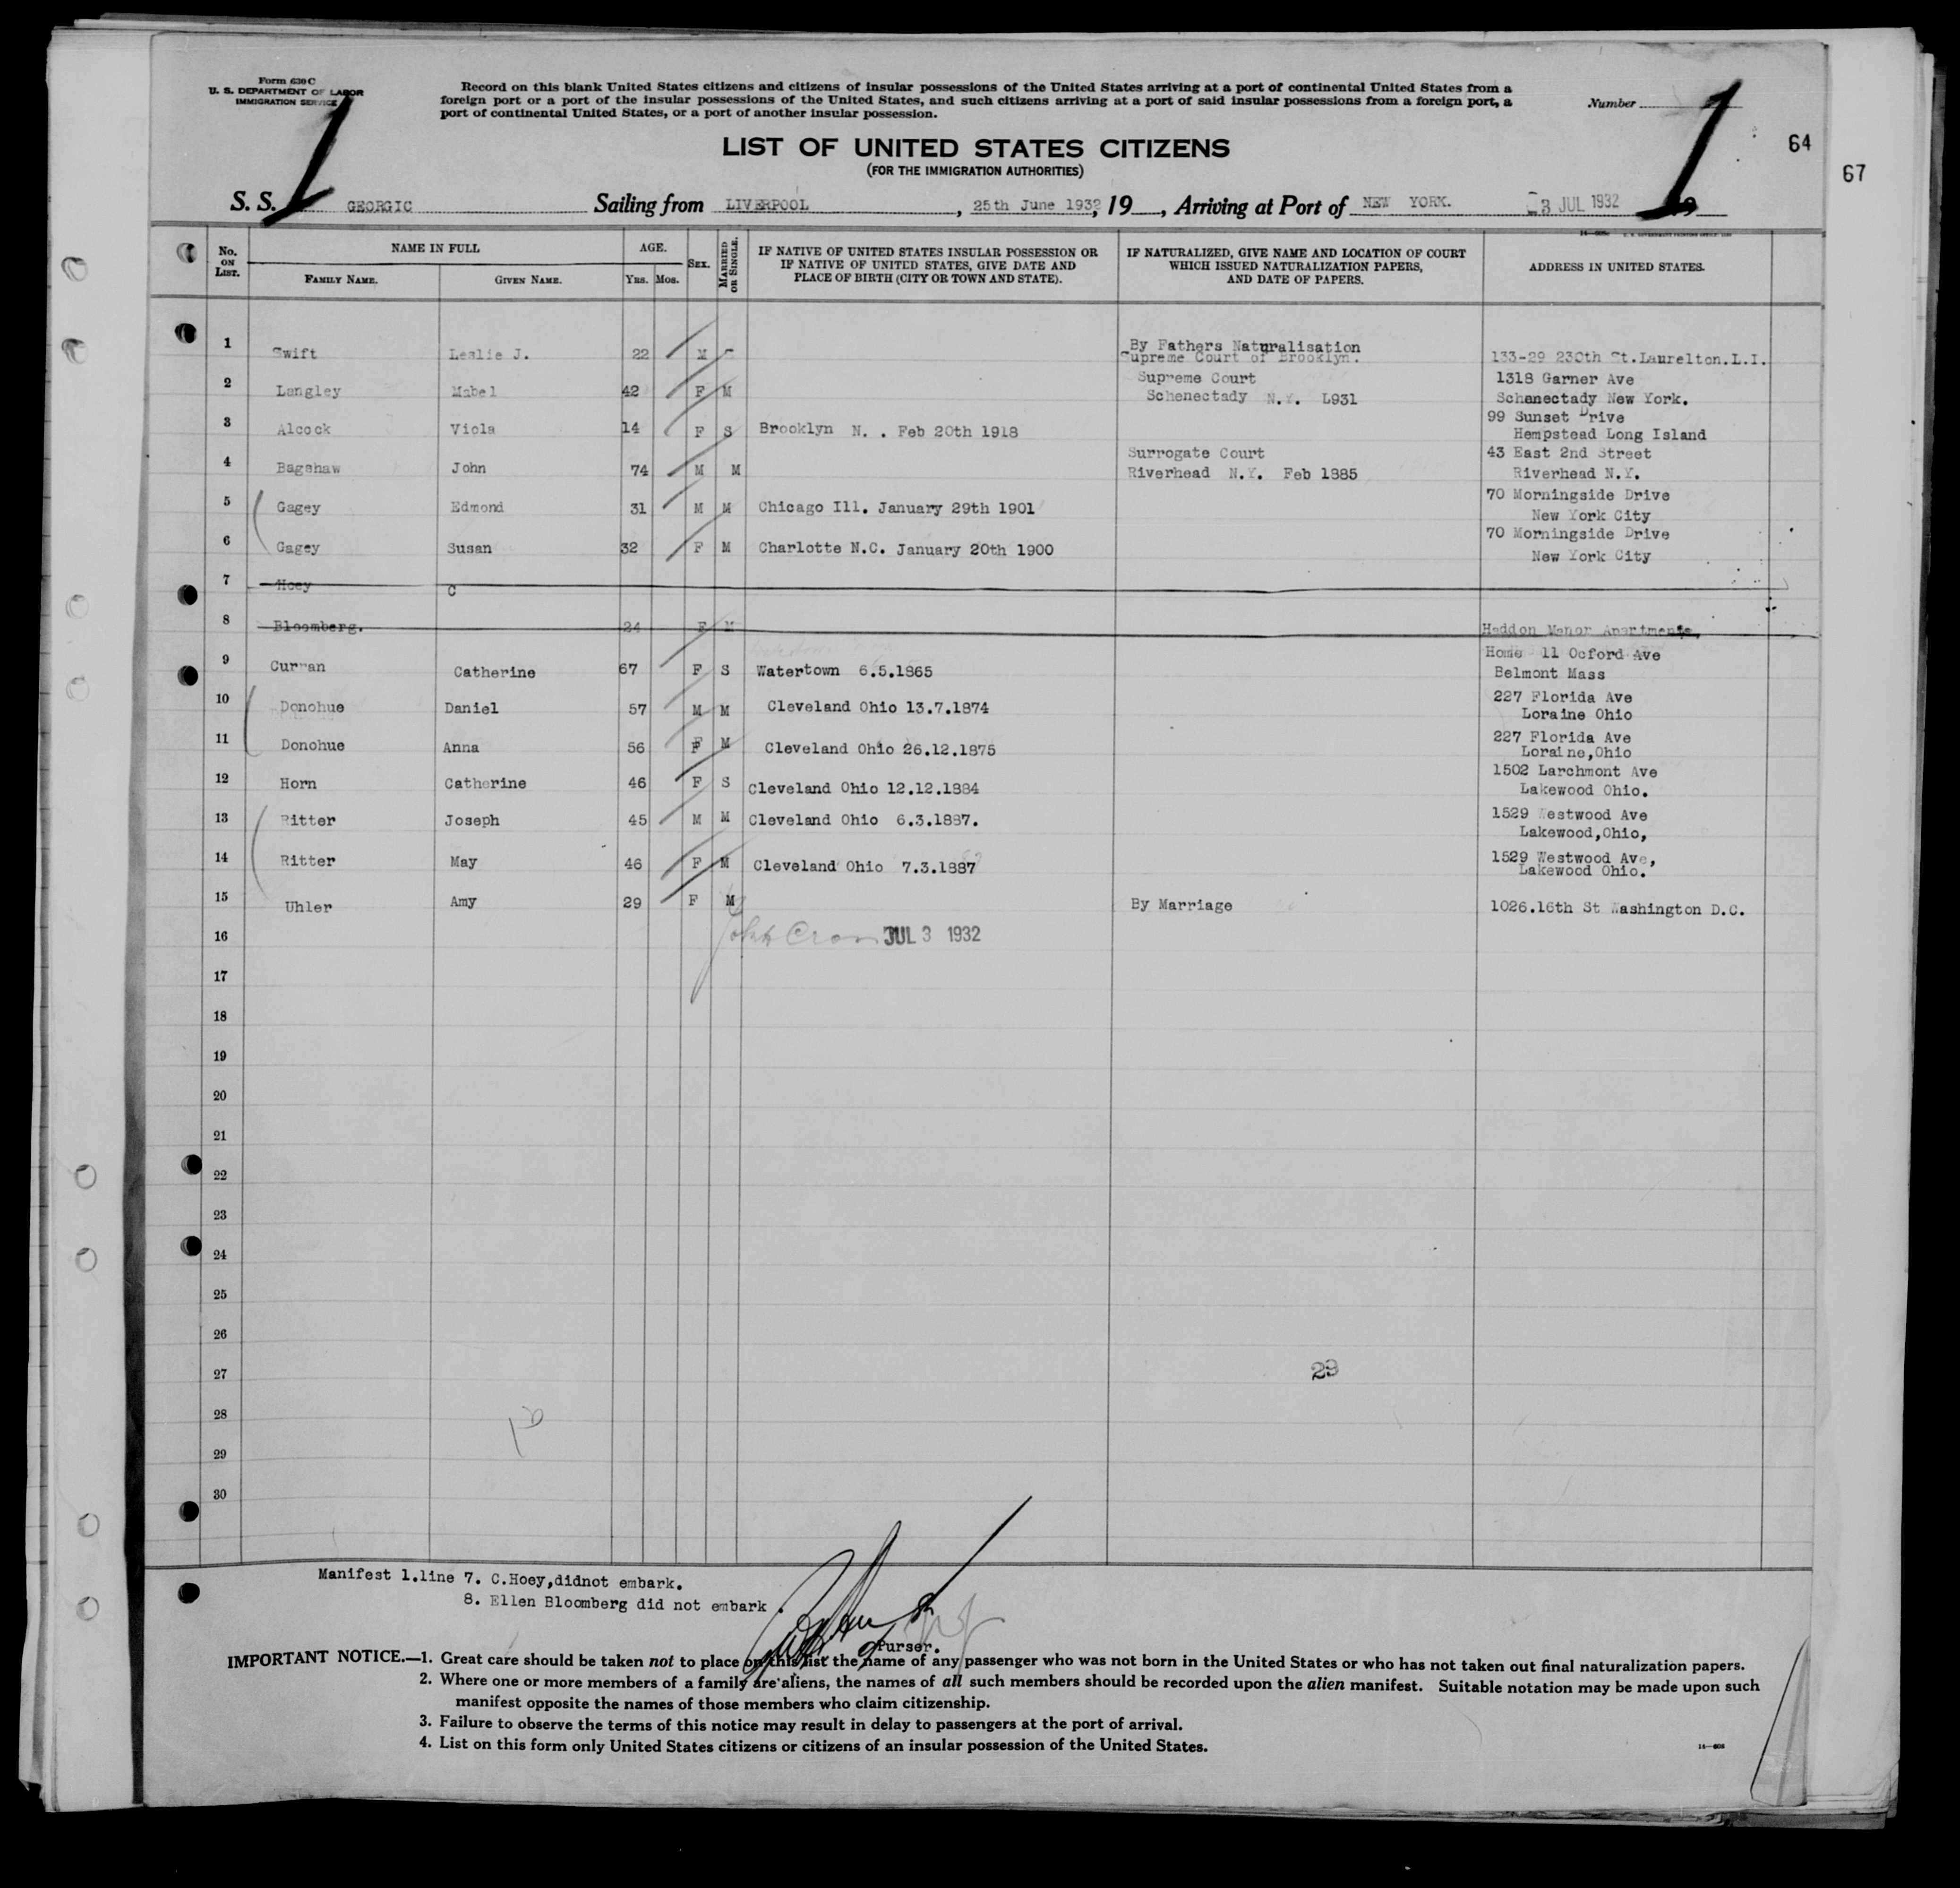 Form 630 C
U. S. DEPARTMENT OF LABOR
IMMIGRATION SERVICE
Record on this blank United States citizens and citizens of insular possessions of the United States arriving at a port of continental United States from a
foreign port or a port of the insular possessions of the United States, and such citizens arriving at a port of said insular possessions from a foreign port, a
port of continental United States, or a port of another insular possession.
Number 1
1
64
67
LIST OF UNITED STATES CITIZENS
(FOR THE IMMIGRATION AUTHORITIES)
S. S. GEORGIC Sailing from LIVERPOOL, 25th June 1932, 19 , Arriving at Port of NEW YORK. 3 JUL 1932 19
No. ON LIST. NAME IN FULL AGE. SEX. MARRIED OR SINGLE. IF NATIVE OF UNITED STATES INSULAR POSSESSION OR IF NATIVE OF UNITED STATES, GIVE DATE AND PLACE OF BIRTH (CITY OR TOWN AND STATE). IF NATURALIZED, GIVE NAME AND LOCATION OF COURT WHICH ISSUED NATURALIZATION PAPERS, AND DATE OF PAPERS. ADDRESS IN UNITED STATES.
FAMILY NAME. GIVEN NAME. YRS. MOS.
1 Swift Leslie J. 22 M S By Fathers Naturalisation Supreme Court of Brooklyn. 133-29 230th St.Laurelton.L.I.
2 Langley Mabel 42 F M Supreme Court Schenectady N.Y. L931 1318 Garner Ave Schenectady New York.
3 Alcock Viola 14 F S Brooklyn N. . Feb 20th 1918 99 Sunset Drive Hempstead Long Island
4 Bagshaw John 74 M M Surrogate Court Riverhead N.Y. Feb 1885 43 East 2nd Street Riverhead N.Y.
5 Gagey Edmond 31 M M Chicago Ill. January 29th 1901 70 Morningside Drive New York City
6 Gagey Susan 32 F M Charlotte N.C. January 20th 1900 70 Morningside Drive New York City
7 Hoey C
8 Bloomberg. 24 F M Haddon Manor Apartments,
9 Curran Catherine 67 F S Watertown 6.5.1865 Home 11 Ocford Ave Belmont Mass
10 Donohue Daniel 57 M M Cleveland Ohio 13.7.1874 227 Florida Ave Loraine Ohio
11 Donohue Anna 56 F M Cleveland Ohio 26.12.1875 227 Florida Ave Loraine,Ohio
12 Horn Catherine 46 F S Cleveland Ohio 12.12.1884 1502 Larchmont Ave Lakewood Ohio.
13 Ritter Joseph 45 M M Cleveland Ohio 6.3.1887. 1529 Westwood Ave Lakewood,Ohio,
14 Ritter May 46 F M Cleveland Ohio 7.3.1887 1529 Westwood Ave, Lakewood Ohio.
15 Uhler Amy 29 F M By Marriage 1026.16th St Washington D.C.
16 John JUL 3 1932
17
18
19
20
21
22
23
24
25
26
27 29
28
29
30
Manifest 1.line 7. C.Hoey,didnot embark.
8. Ellen Bloomberg did not embark .
Purser.
IMPORTANT NOTICE.—1. Great care should be taken not to place on this list the name of any passenger who was not born in the United States or who has not taken out final naturalization papers.
2. Where one or more members of a family are aliens, the names of all such members should be recorded upon the alien manifest. Suitable notation may be made upon such
manifest opposite the names of those members who claim citizenship.
3. Failure to observe the terms of this notice may result in delay to passengers at the port of arrival.
4. List on this form only United States citizens or citizens of an insular possession of the United States.
14—608